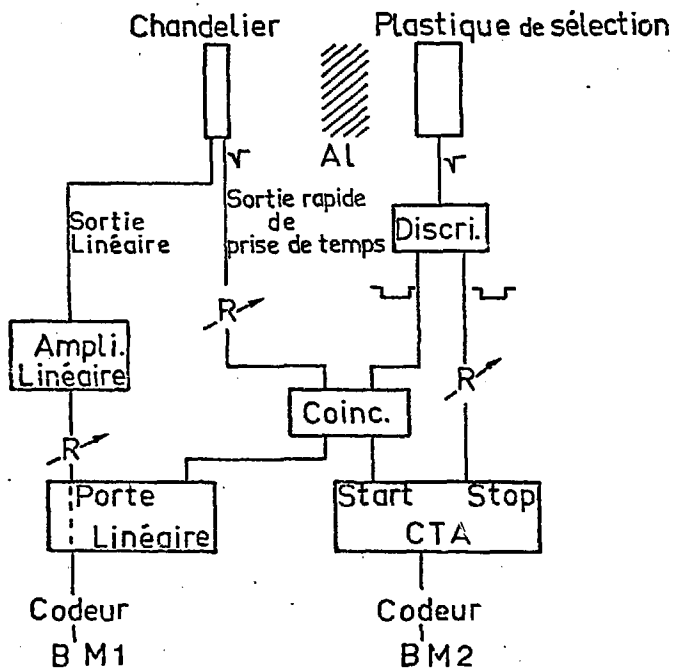 Chandelier
Plastique de sélection
Al
Sortie rapide
de
prise de temps
Sortie
Linéaire
Discri.
R
Ampli.
Linéaire
R
Coinc.
R
Porte
Linéaire
Start Stop
CTA
Codeur
B M1
Codeur
B M2